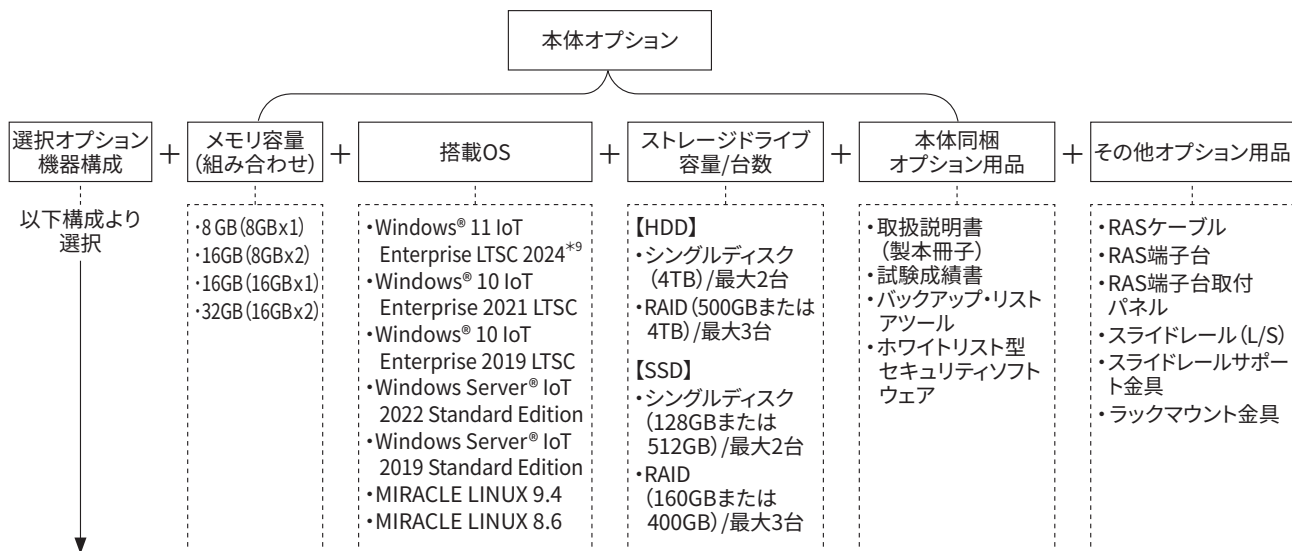 本体オプション
選択オプション
機器構成
+
メモリ容量
(組み合わせ)
+
搭載OS
+
ストレージドライブ
容量/台数
+
本体同梱
オプション用品
+
その他オプション用品
以下構成より
選択
・8 GB(8GBx1)
・16GB(8GBx2)
・16GB(16GBx1)
・32GB(16GBx2)
・Windows® 11 IoT
Enterprise LTSC 2024*9
・Windows® 10 IoT
Enterprise 2021 LTSC
・Windows® 10 IoT
Enterprise 2019 LTSC
・Windows Server® IoT
2022 Standard Edition
・Windows Server® IoT
2019 Standard Edition
・MIRACLE LINUX 9.4
・MIRACLE LINUX 8.6
【HDD】
・シングルディスク
(4TB)/最大2台
・RAID(500GBまたは
4TB)/最大3台
【SSD】
・シングルディスク
(128GBまたは
512GB)/最大2台
・RAID
(160GBまたは
400GB)/最大3台
・取扱説明書
(製本冊子)
・試験成績書
・バックアップ・リスト
アツール
・ホワイトリスト型
セキュリティソフト
ウェア
・RASケーブル
・RAS端子台
・RAS端子台取付
パネル
・スライドレール(L/S)
・スライドレールサポー
ト金具
・ラックマウント金具